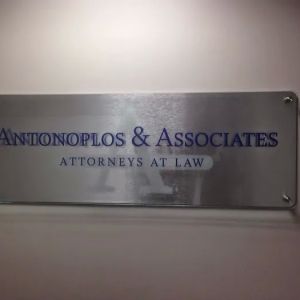 ANTONOPLOS & ASSOCIATES
ATTORNEYS AT LAW